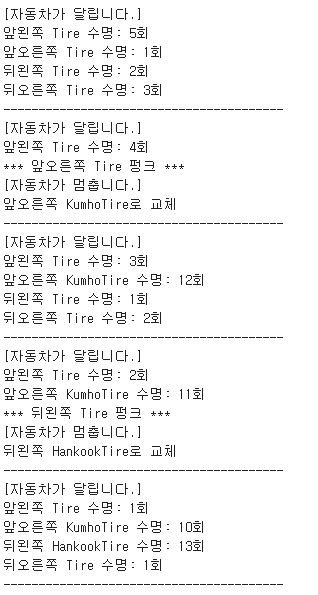 [자동차가 달립니다.]
앞왼쪽 Tire 수명: 5회
앞오른쪽 Tire 수명: 1회
뒤왼쪽 Tire 수명: 2회
뒤오른쪽 Tire 수명: 3회
----------------------------------------
[자동차가 달립니다.]
앞왼쪽 Tire 수명: 4회
*** 앞오른쪽 Tire 펑크 ***
[자동차가 멈춥니다.]
앞오른쪽 KumhoTire로 교체
----------------------------------------
[자동차가 달립니다.]
앞왼쪽 Tire 수명: 3회
앞오른쪽 KumhoTire 수명: 12회
뒤왼쪽 Tire 수명: 1회
뒤오른쪽 Tire 수명: 2회
----------------------------------------
[자동차가 달립니다.]
앞왼쪽 Tire 수명: 2회
앞오른쪽 KumhoTire 수명: 11회
*** 뒤왼쪽 Tire 펑크 ***
[자동차가 멈춥니다.]
뒤왼쪽 HankookTire로 교체
----------------------------------------
[자동차가 달립니다.]
앞왼쪽 Tire 수명: 1회
앞오른쪽 KumhoTire 수명: 10회
뒤왼쪽 HankookTire 수명: 13회
뒤오른쪽 Tire 수명: 1회
----------------------------------------